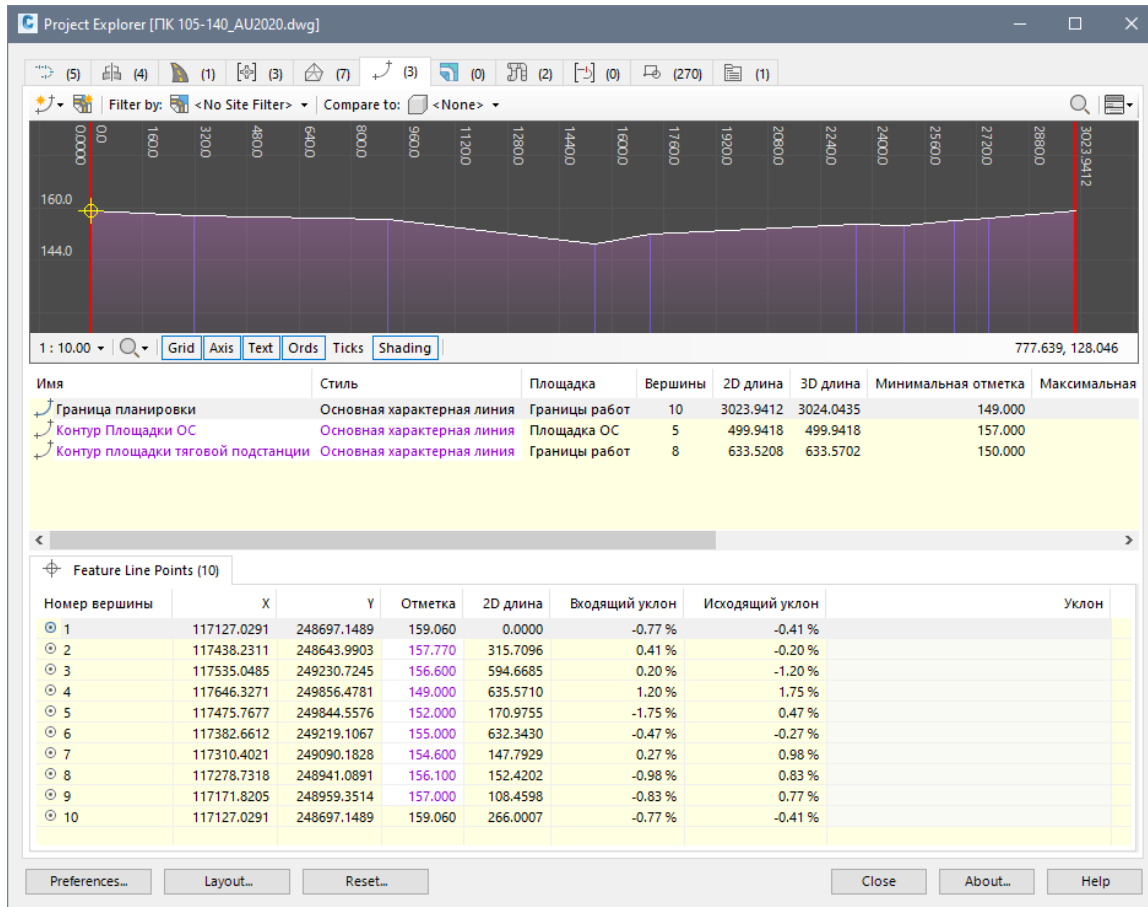 Project Explorer [ПК 105-140_AU2020.dwg]
(5) (4) (1) (3) (7) (3) (0) (2) (0) (270) (1)
Filter by: <No Site Filter> Compare to: <None>
0.0000 0.0 160.0 320.0 480.0 640.0 800.0 960.0 1120.0 1280.0 1440.0 1600.0 1760.0 1920.0 2080.0 2240.0 2400.0 2560.0 2720.0 2880.0 3023.9412
160.0
144.0
1 : 10.00 Grid Axis Text Ords Ticks Shading 777.639, 128.046
Имя Стиль Площадка Вершины 2D длина 3D длина Минимальная отметка Максимальная
Граница планировки Основная характерная линия Границы работ 10 3023.9412 3024.0435 149.000
Контур Площадки ОС Основная характерная линия Площадка ОС 5 499.9418 499.9418 157.000
Контур площадки тяговой подстанции Основная характерная линия Границы работ 8 633.5208 633.5702 150.000
Feature Line Points (10)
Номер вершины X Y Отметка 2D длина Входящий уклон Исходящий уклон Уклон
1 117127.0291 248697.1489 159.060 0.0000 -0.77 % -0.41 %
2 117438.2311 248643.9903 157.770 315.7096 0.41 % -0.20 %
3 117535.0485 249230.7245 156.600 594.6685 0.20 % -1.20 %
4 117646.3271 249856.4781 149.000 635.5710 1.20 % 1.75 %
5 117475.7677 249844.5576 152.000 170.9755 -1.75 % 0.47 %
6 117382.6612 249219.1067 155.000 632.3430 -0.47 % -0.27 %
7 117310.4021 249090.1828 154.600 147.7929 0.27 % 0.98 %
8 117278.7318 248941.0891 156.100 152.4202 -0.98 % 0.83 %
9 117171.8205 248959.3514 157.000 108.4598 -0.83 % 0.77 %
10 117127.0291 248697.1489 159.060 266.0007 -0.77 % -0.41 %
Preferences... Layout... Reset... Close About... Help